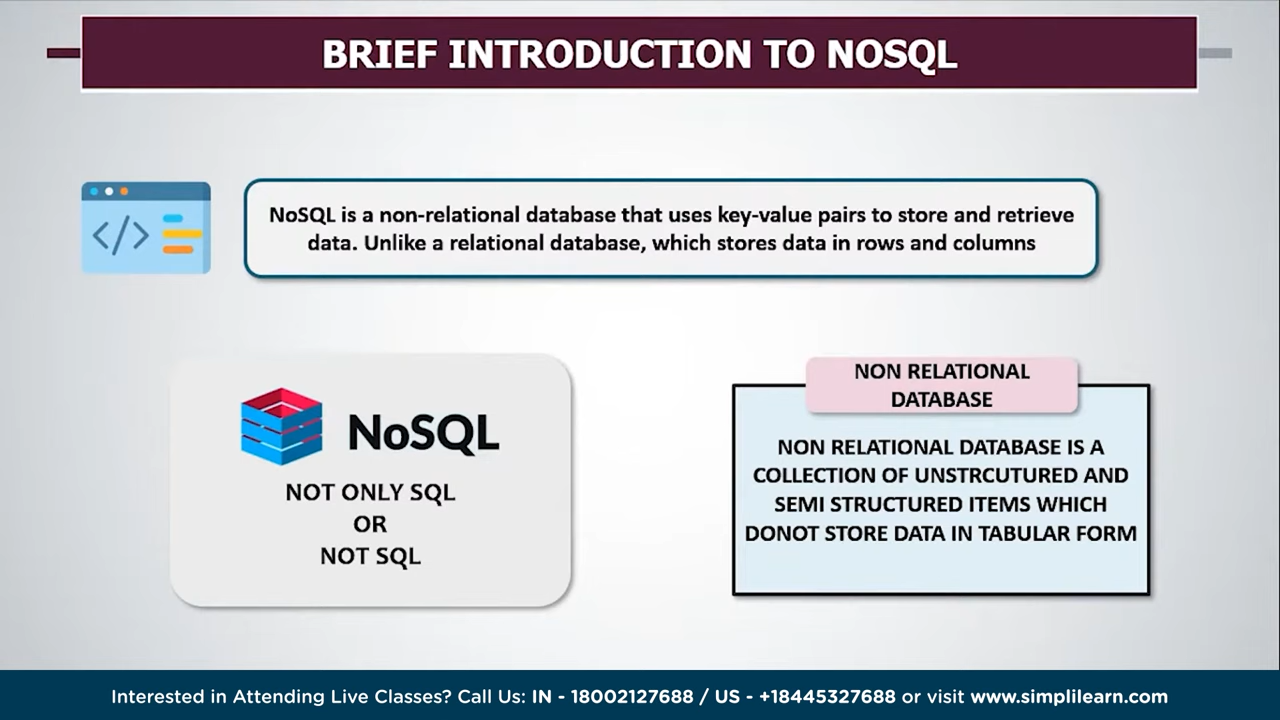 BRIEF INTRODUCTION TO NOSQL
</>
NoSQL is a non-relational database that uses key-value pairs to store and retrieve
data. Unlike a relational database, which stores data in rows and columns
NoSQL
NOT ONLY SQL
OR
NOT SQL
NON RELATIONAL
DATABASE
NON RELATIONAL DATABASE IS A
COLLECTION OF UNSTRCUTURED AND
SEMI STRUCTURED ITEMS WHICH
DONOT STORE DATA IN TABULAR FORM
Interested in Attending Live Classes? Call Us: IN - 18002127688 / US - +18445327688 or visit www.simplilearn.com